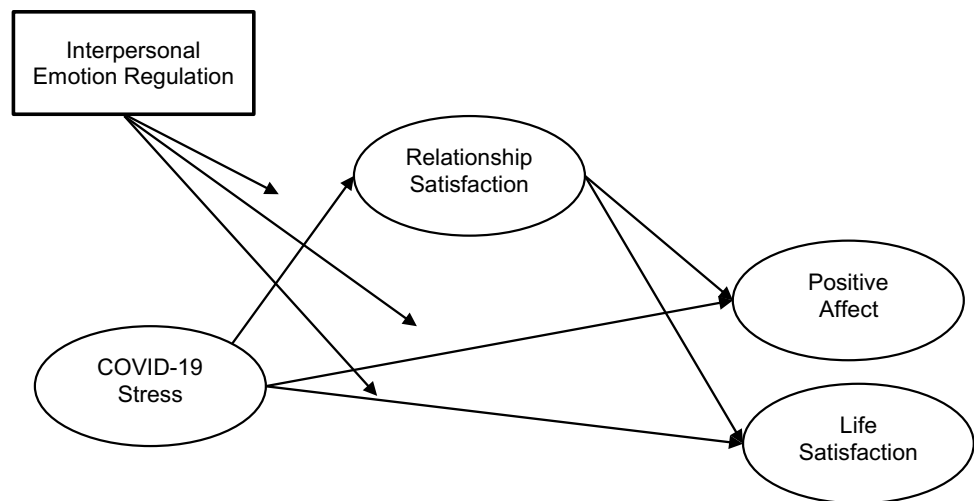 Interpersonal
Emotion Regulation
Relationship
Satisfaction
Positive
Affect
COVID-19
Stress
Life
Satisfaction